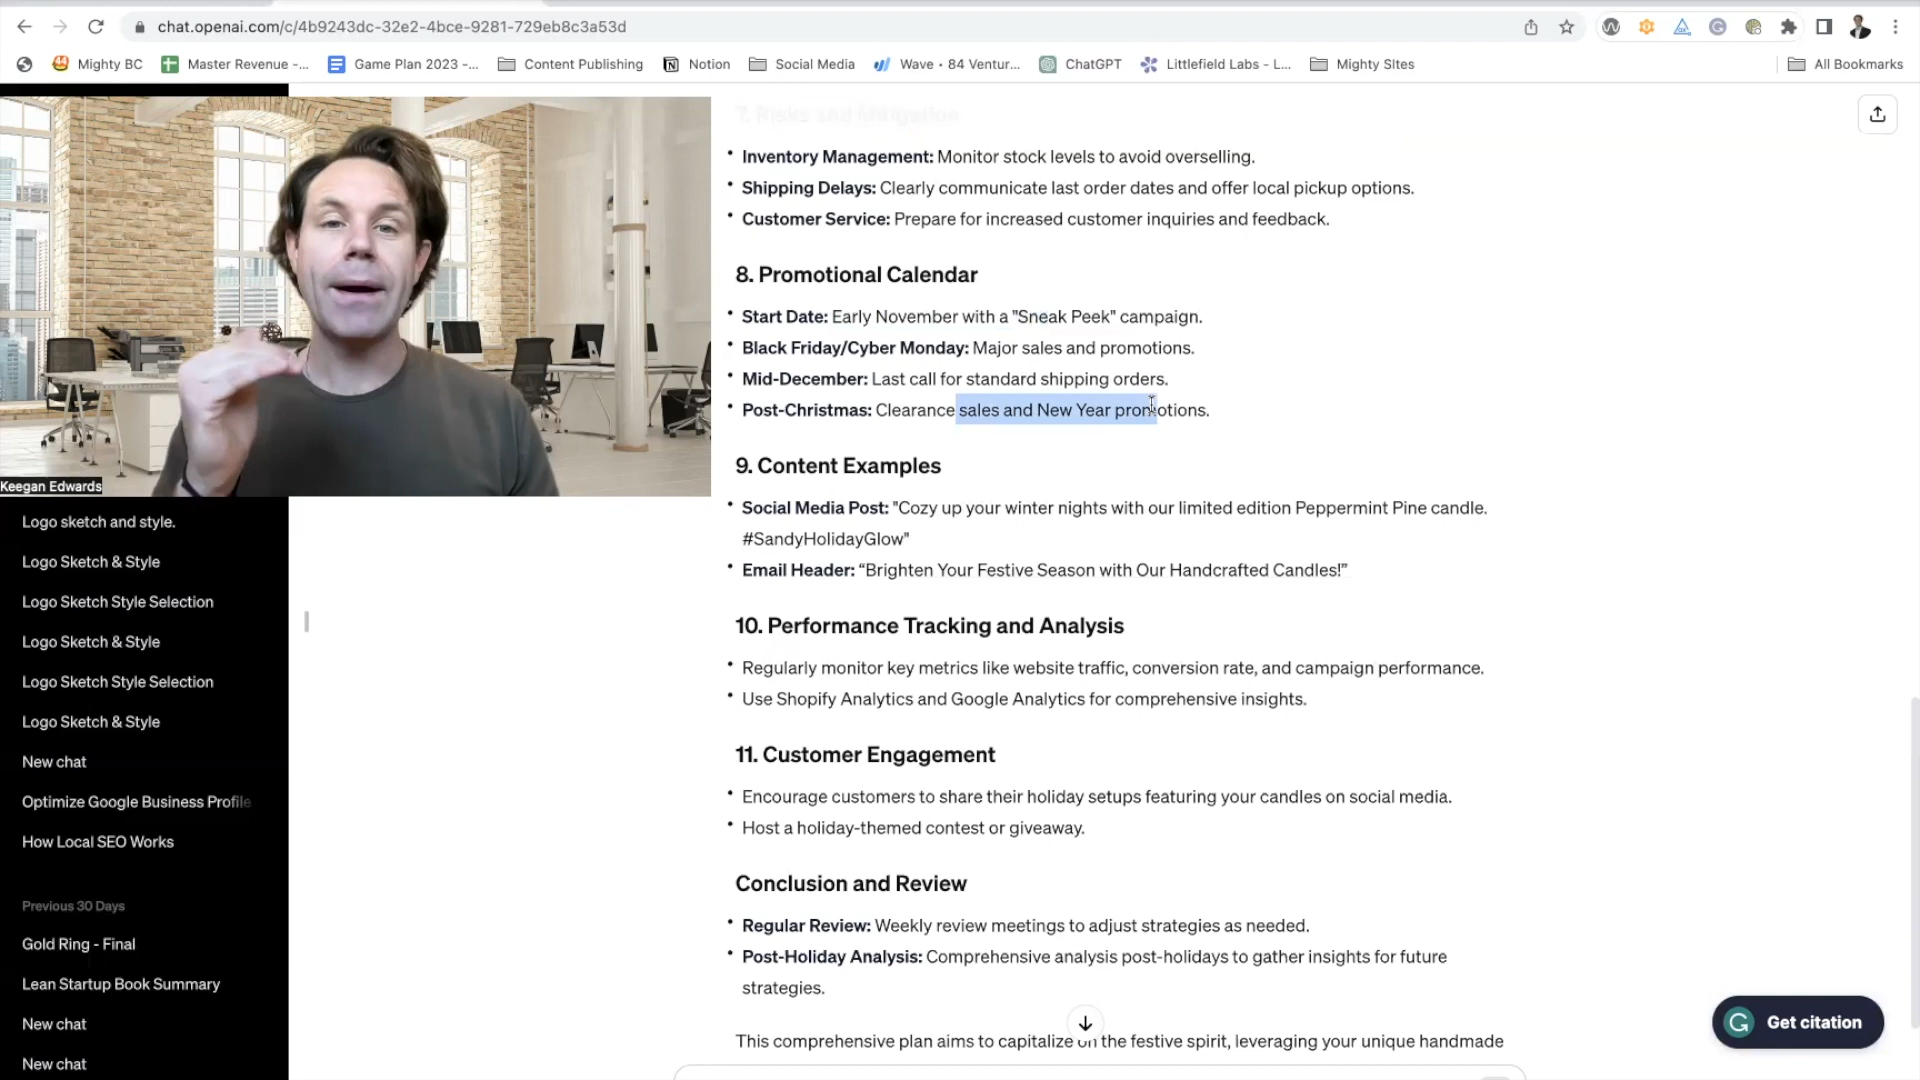 chat.openai.com/c/4b9243dc-32e2-4bce-9281-729eb8c3a53d
Mighty BC
Master Revenue -...
Game Plan 2023 -...
Content Publishing
Notion
Social Media
Wave • 84 Ventur...
ChatGPT
Littlefield Labs - L...
Mighty SItes
All Bookmarks
7. Risks and Mitigation
• Inventory Management: Monitor stock levels to avoid overselling.
• Shipping Delays: Clearly communicate last order dates and offer local pickup options.
• Customer Service: Prepare for increased customer inquiries and feedback.
8. Promotional Calendar
• Start Date: Early November with a "Sneak Peek" campaign.
• Black Friday/Cyber Monday: Major sales and promotions.
• Mid-December: Last call for standard shipping orders.
• Post-Christmas: Clearance sales and New Year promotions.
9. Content Examples
• Social Media Post: "Cozy up your winter nights with our limited edition Peppermint Pine candle.
#SandyHolidayGlow"
• Email Header: “Brighten Your Festive Season with Our Handcrafted Candles!”
10. Performance Tracking and Analysis
• Regularly monitor key metrics like website traffic, conversion rate, and campaign performance.
• Use Shopify Analytics and Google Analytics for comprehensive insights.
11. Customer Engagement
• Encourage customers to share their holiday setups featuring your candles on social media.
• Host a holiday-themed contest or giveaway.
Conclusion and Review
• Regular Review: Weekly review meetings to adjust strategies as needed.
• Post-Holiday Analysis: Comprehensive analysis post-holidays to gather insights for future
strategies.
This comprehensive plan aims to capitalize on the festive spirit, leveraging your unique handmade
Keegan Edwards
Logo sketch and style.
Logo Sketch & Style
Logo Sketch Style Selection
Logo Sketch & Style
Logo Sketch Style Selection
Logo Sketch & Style
New chat
Optimize Google Business Profile
How Local SEO Works
Previous 30 Days
Gold Ring - Final
Lean Startup Book Summary
New chat
New chat
Get citation